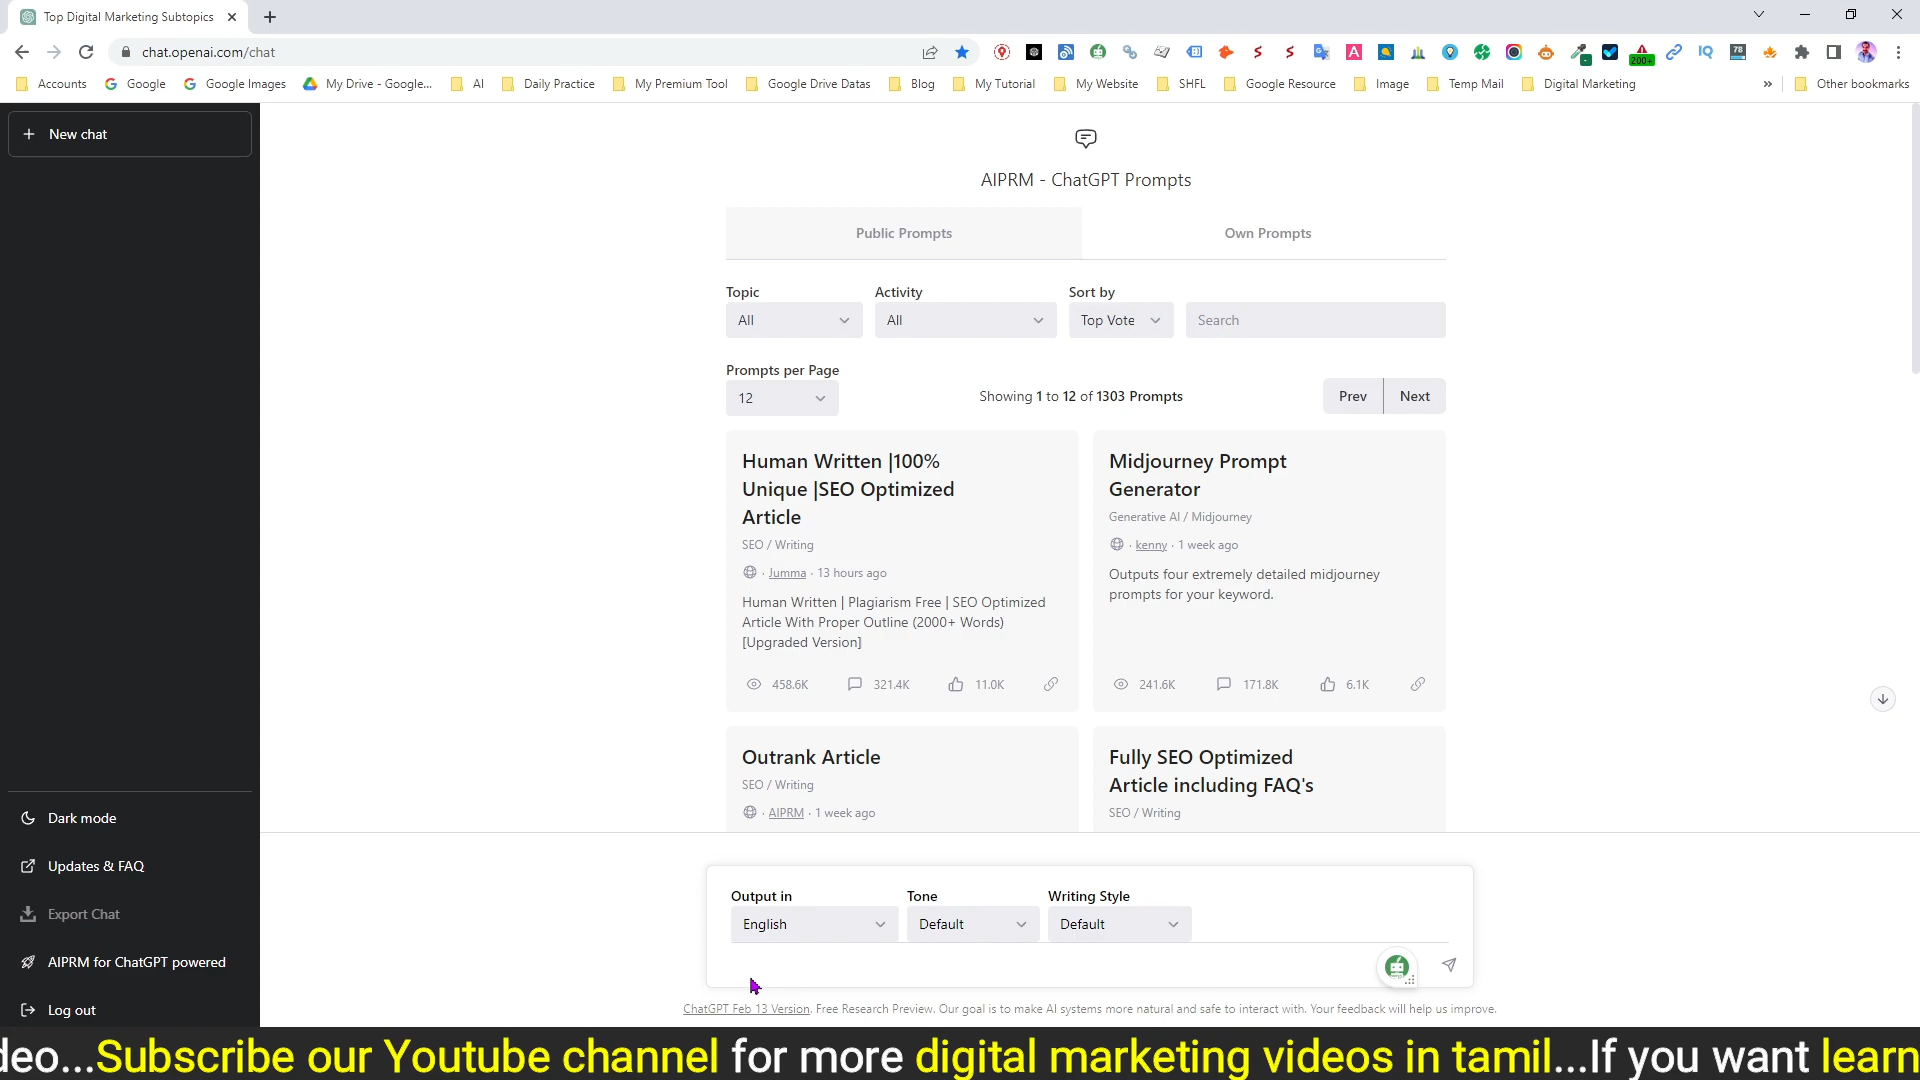 Top Digital Marketing Subtopics
chat.openai.com/chat
200+
78
Accounts
Google
Google Images
My Drive - Google...
AI
Daily Practice
My Premium Tool
Google Drive Datas
Blog
My Tutorial
My Website
SHFL
Google Resource
Image
Temp Mail
Digital Marketing
»
Other bookmarks
New chat
AIPRM - ChatGPT Prompts
Public Prompts
Own Prompts
Topic
Activity
Sort by
All
All
Top Vote
Search
Prompts per Page
12
Showing 1 to 12 of 1303 Prompts
Prev
Next
Human Written |100%
Unique |SEO Optimized
Article
SEO / Writing
· Jumma · 13 hours ago
Human Written | Plagiarism Free | SEO Optimized
Article With Proper Outline (2000+ Words)
[Upgraded Version]
458.6K
321.4K
11.0K
Midjourney Prompt
Generator
Generative AI / Midjourney
· kenny · 1 week ago
Outputs four extremely detailed midjourney
prompts for your keyword.
241.6K
171.8K
6.1K
Outrank Article
SEO / Writing
· AIPRM · 1 week ago
Fully SEO Optimized
Article including FAQ's
SEO / Writing
Dark mode
Updates & FAQ
Export Chat
AIPRM for ChatGPT powered
Log out
Output in
Tone
Writing Style
English
Default
Default
ChatGPT Feb 13 Version. Free Research Preview. Our goal is to make AI systems more natural and safe to interact with. Your feedback will help us improve.
deo...Subscribe our Youtube channel for more digital marketing videos in tamil...If you want learn